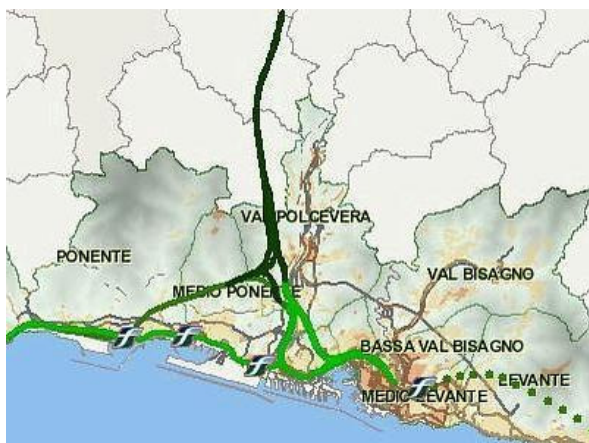 VAL POLCEVERA
PONENTE
VAL BISAGNO
MEDIO PONENTE
BASSA VAL BISAGNO
LEVANTE
MEDIO LEVANTE